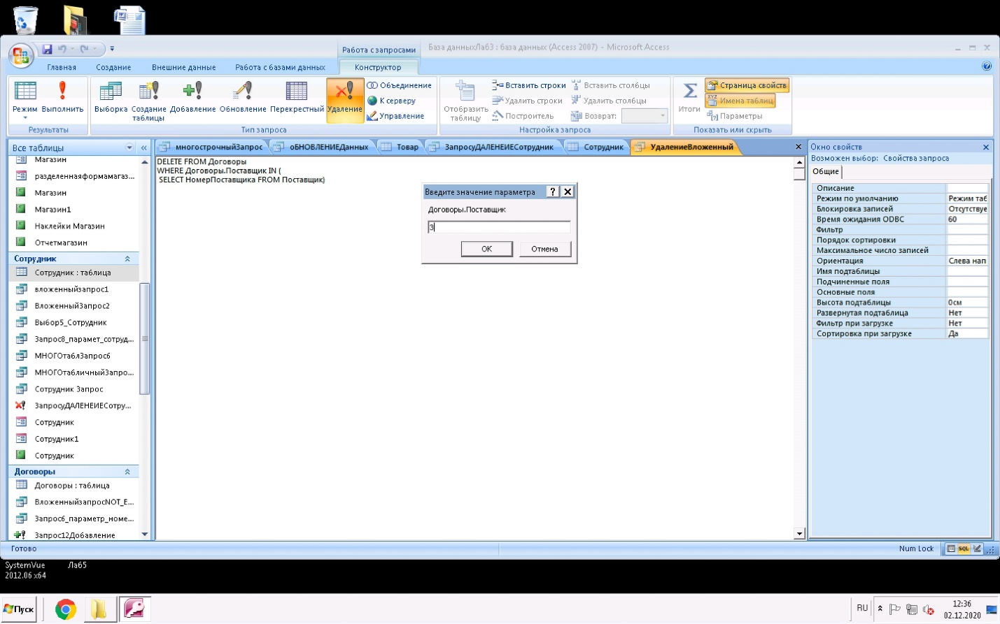 Работа с запросами
База данныхЛаб3 : база данных (Access 2007) - Microsoft Access
Главная
Создание
Внешние данные
Работа с базами данных
Конструктор
Режим
Выполнить
Результаты
Выборка
Создание таблицы
Добавление
Обновление
Перекрестный
Удаление
Объединение
К серверу
Управление
Тип запроса
Отобразить таблицу
Вставить строки
Удалить строки
Построитель
Вставить столбцы
Удалить столбцы
Возврат:
Настройка запроса
Итоги
Страница свойств
Имена таблиц
Параметры
Показать или скрыть
Все таблицы
Магазин
разделеннаяформамагаз...
Магазин
Магазин1
Наклейки Магазин
Отчетмагазин
Сотрудник
Сотрудник : таблица
вложенныйзапрос1
ВложенныйЗапрос2
Выбор5_Сотрудник
Запрос8_парамет_сотруд...
МНОГОтаблЗапрос6
МНОГОтабличныйЗапро...
Сотрудник Запрос
ЗапросуДАЛЕНЕИЕСотру...
Сотрудник
Сотрудник1
Сотрудник
Договоры
Договоры : таблица
ВложенныйзапросNOT_E...
Запрос6_параметр_номе...
Запрос12Добавление
многострочныйЗапрос
оБНОВЛЕНИЕДанных
Товар
ЗапросуДАЛЕНЕИЕСотрудник
Сотрудник
УдалениеВложенный
DELETE FROM Договоры
WHERE Договоры.Поставщик IN (
SELECT НомерПоставщика FROM Поставщик)
Введите значение параметра
Договоры.Поставщик
3
ОК
Отмена
Окно свойств
Возможен выбор: Свойства запроса
Общие
Описание
Режим по умолчанию Режим таб
Блокировка записей Отсутствуе
Время ожидания ODBC 60
Фильтр
Порядок сортировки
Максимальное число записей
Ориентация Слева нап
Имя подтаблицы
Подчиненные поля
Основные поля
Высота подтаблицы 0см
Развернутая подтаблица Нет
Фильтр при загрузке Нет
Сортировка при загрузке Да
Готово
Num Lock
SQL
SystemVue
2012.06 x64
Лаб5
Пуск
RU
12:36
02.12.2020